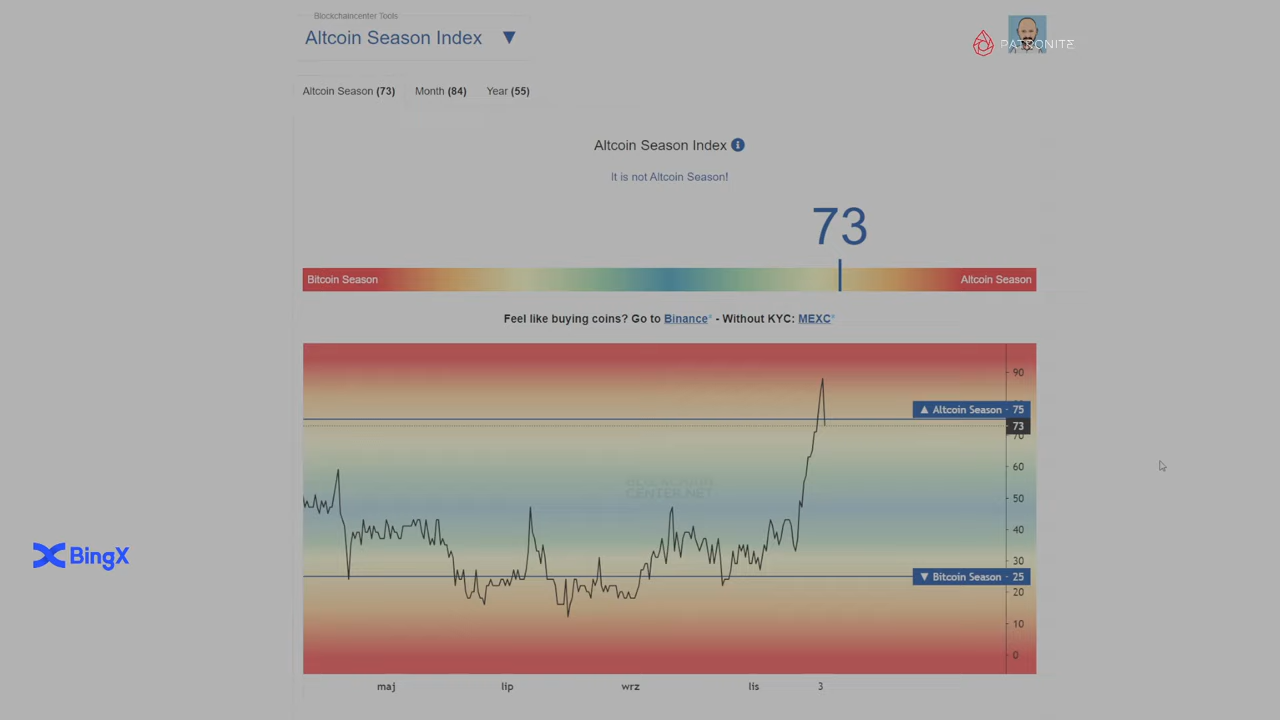 Blockchaincenter Tools
Altcoin Season Index ▼
PATRONITE
Altcoin Season (73) Month (84) Year (55)
Altcoin Season Index
It is not Altcoin Season!
73
Bitcoin Season
Altcoin Season
Feel like buying coins? Go to Binance* - Without KYC: MEXC*
90
▲ Altcoin Season · 75
73
70
60
BLOCKCHAIN
CENTER.NET
50
40
30
▼ Bitcoin Season · 25
20
10
0
maj lip wrz lis 3
BingX